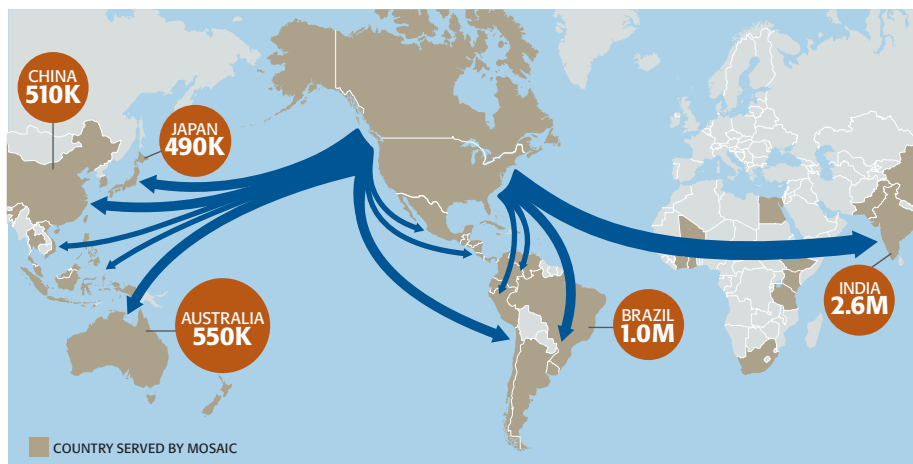 CHINA
510K
JAPAN
490K
AUSTRALIA
550K
BRAZIL
1.0M
INDIA
2.6M
COUNTRY SERVED BY MOSAIC